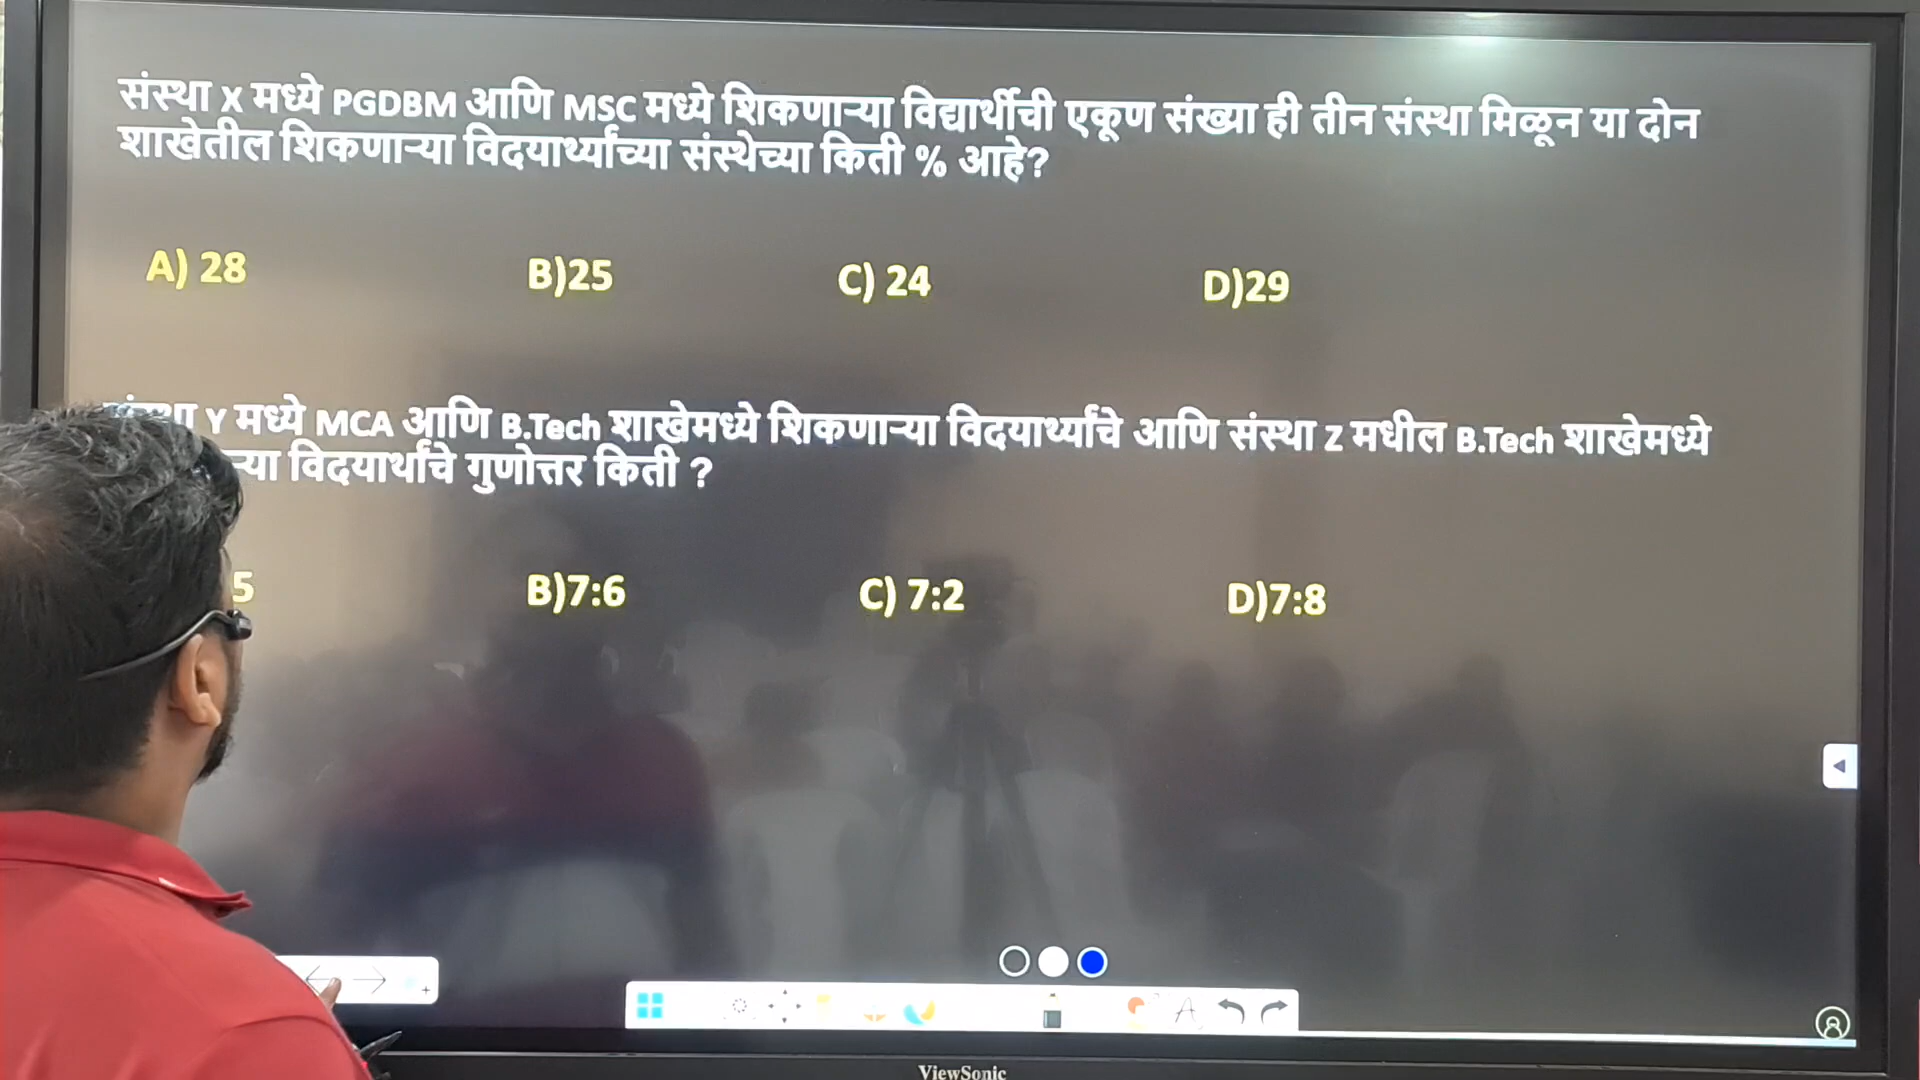 संस्था X मध्ये PGDBM आणि MSC मध्ये शिकणाऱ्या विद्यार्थीची एकूण संख्या ही तीन संस्था मिळून या दोन
शाखेतील शिकणाऱ्या विदयार्थ्यांच्या संस्थेच्या किती % आहे?
A) 28 B)25 C) 24 D)29
Y मध्ये MCA आणि B.Tech शाखेमध्ये शिकणाऱ्या विदयार्थ्यांचे आणि संस्था Z मधील B.Tech शाखेमध्ये
विदयार्थांचे गुणोत्तर किती ?
5 B)7:6 C) 7:2 D)7:8
ViewSonic